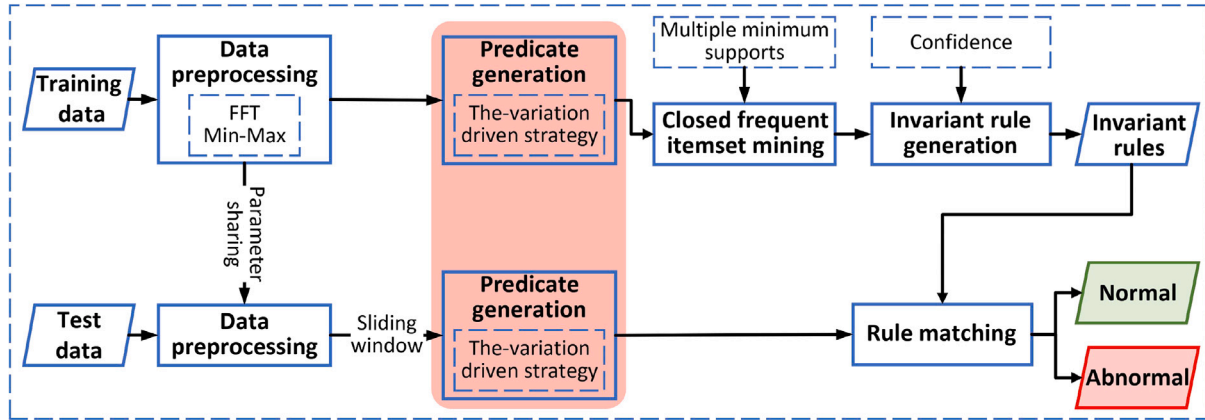 Training
data
Data
preprocessing
FFT
Min-Max
Predicate
generation
The-variation
driven strategy
Multiple minimum
supports
Closed frequent
itemset mining
Confidence
Invariant rule
generation
Invariant
rules
Parameter
sharing
Test
data
Data
preprocessing
Sliding
window
Predicate
generation
The-variation
driven strategy
Rule matching
Normal
Abnormal